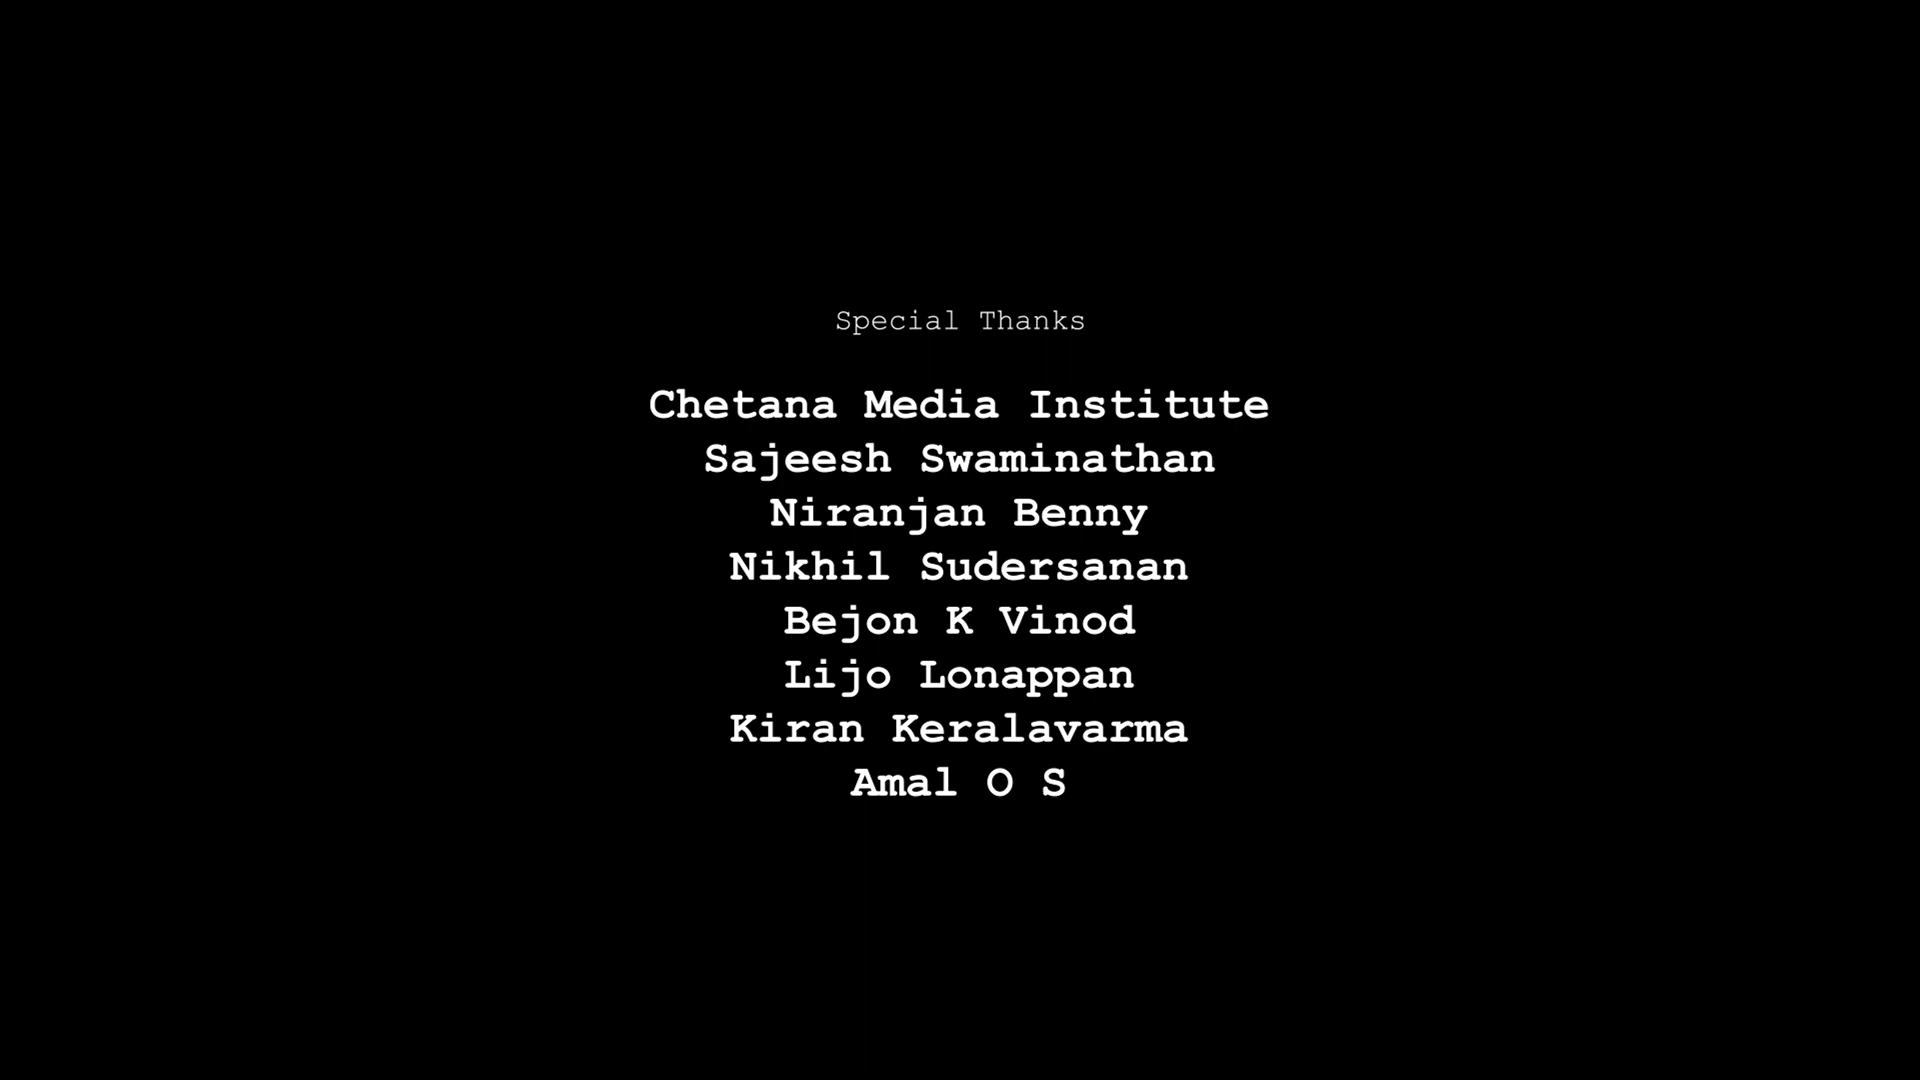 Special Thanks
Chetana Media Institute
Sajeesh Swaminathan
Niranjan Benny
Nikhil Sudersanan
Bejon K Vinod
Lijo Lonappan
Kiran Keralavarma
Amal O S